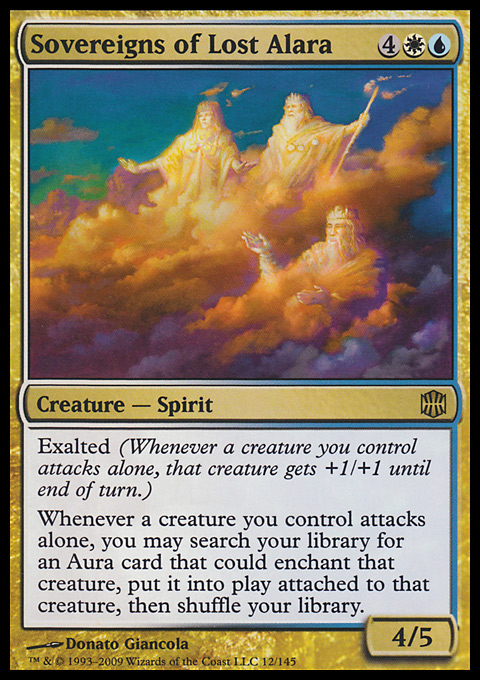 Sovereigns of Lost Alara 4
Creature — Spirit
Exalted (Whenever a creature you control
attacks alone, that creature gets +1/+1 until
end of turn.)
Whenever a creature you control attacks
alone, you may search your library for
an Aura card that could enchant that
creature, put it into play attached to that
creature, then shuffle your library.
Donato Giancola
4/5
™ & © 1993–2009 Wizards of the Coast LLC 12/145